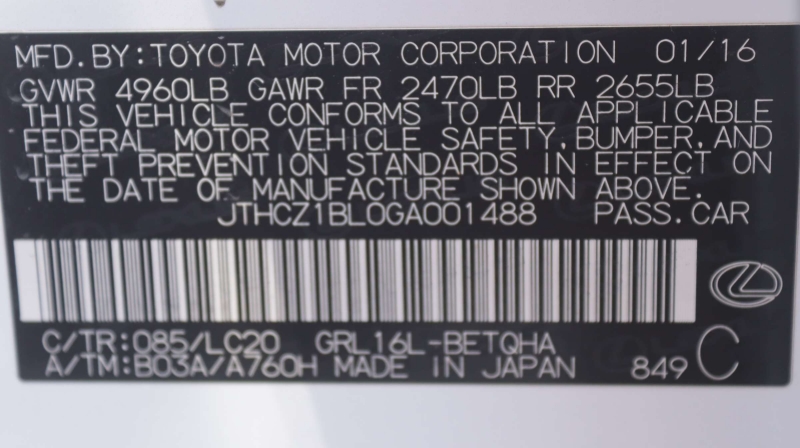 MFD. BY: TOYOTA MOTOR CORPORATION 01/16
GVWR 4960LB GAWR FR 2470LB RR 2655LB
THIS VEHICLE CONFORMS TO ALL APPLICABLE
FEDERAL MOTOR VEHICLE SAFETY, BUMPER, AND
THEFT PREVENTION STANDARDS IN EFFECT ON
THE DATE OF MANUFACTURE SHOWN ABOVE.
JTHCZ1BL0GA001488 PASS. CAR
C/TR: 085/LC20 GRL16L-BETQHA
A/TM: B03A/A760H MADE IN JAPAN 849 C